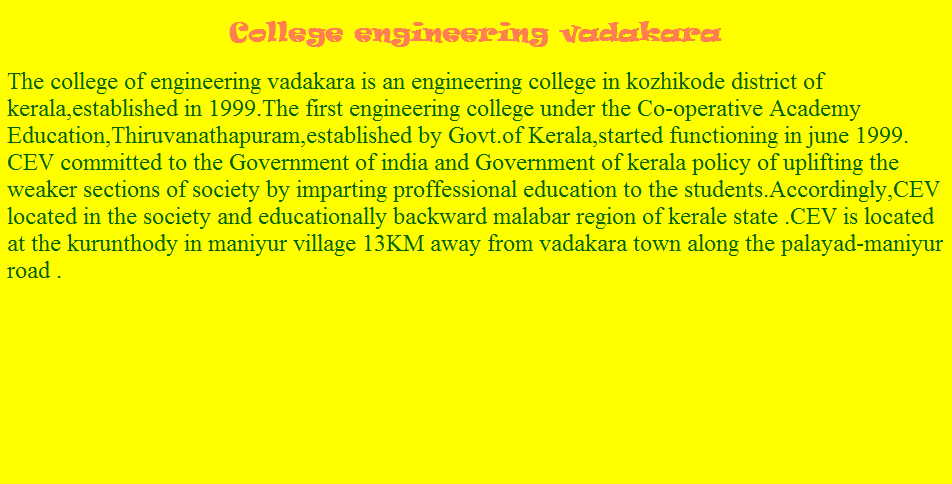 College engineering vadakara
The college of engineering vadakara is an engineering college in kozhikode district of
kerala,established in 1999.The first engineering college under the Co-operative Academy
Education,Thiruvanathapuram,established by Govt.of Kerala,started functioning in june 1999.
CEV committed to the Government of india and Government of kerala policy of uplifting the
weaker sections of society by imparting proffessional education to the students.Accordingly,CEV
located in the society and educationally backward malabar region of kerale state .CEV is located
at the kurunthody in maniyur village 13KM away from vadakara town along the palayad-maniyur
road .